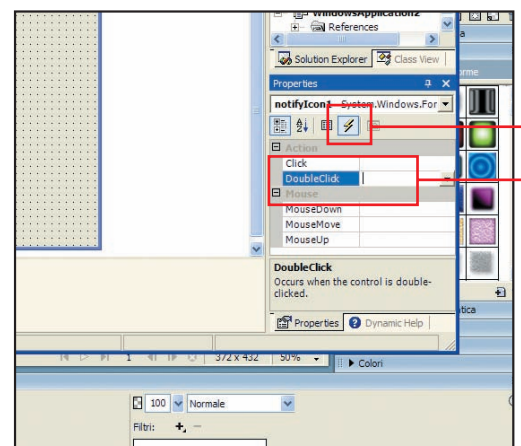 WindowsApplication2
References
Solution Explorer
Class View
Properties
notifyIcon1 System.Windows.For
Action
Click
DoubleClick
Mouse
MouseDown
MouseMove
MouseUp
DoubleClick
Occurs when the control is double-
clicked.
Properties
Dynamic Help
1
372 x 432
50%
Colori
100
Normale
Filtri: